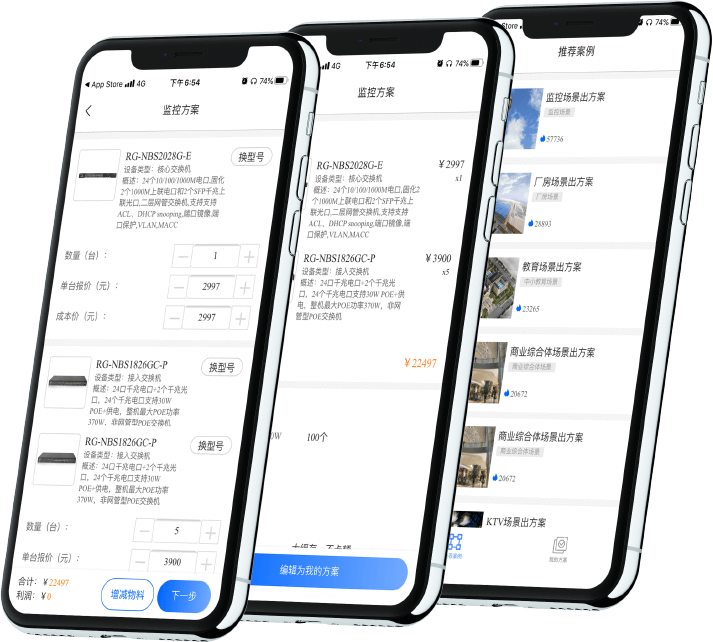 App Store 4G
下午6:54
74%
监控方案
RG-NBS2028G-E
换型号
设备类型：核心交换机
概述：24个10/100/1000M电口,固化
2个1000M上联电口和2个SFP千兆上
联光口,二层网管交换机,支持支持
ACL、DHCP snooping,端口镜像,端
口保护,VLAN,MACC
数量（台）：
1
单台报价（元）：
2997
成本价（元）：
2997
RG-NBS1826GC-P
换型号
设备类型：接入交换机
概述：24口千兆电口+2个千兆光
口，24个千兆电口支持30W
POE+供电，整机最大POE功率
370W，非网管型POE交换机
RG-NBS1826GC-P
换型号
设备类型：接入交换机
概述：24口千兆电口+2个千兆光
口，24个千兆电口支持30W
POE+供电，整机最大POE功率
370W，非网管型POE交换机
数量（台）：
5
单台报价（元）：
3900
合计：￥22497
利润：￥0
增减物料
下一步
4G
下午6:54
74%
监控方案
RG-NBS2028G-E
￥2997
设备类型：核心交换机
x1
概述：24个10/100/1000M电口,固化2
个1000M上联电口和2个SFP千兆上
联光口,二层网管交换机,支持支持
ACL、DHCP snooping,端口镜像,端
口保护,VLAN,MACC
RG-NBS1826GC-P
￥3900
设备类型：接入交换机
x5
概述：24口千兆电口+2个千兆光
口，24个千兆电口支持30W POE+供
电，整机最大POE功率370W，非网
管型POE交换机
￥22497
0W
100个
编辑为我的方案
Store
74%
推荐案例
监控场景出方案
监控场景
57736
厂房场景出方案
厂房场景
28893
教育场景出方案
中小教育场景
23265
商业综合体场景出方案
商业综合体场景
20672
商业综合体场景出方案
商业综合体场景
20672
KTV场景出方案
我的方案